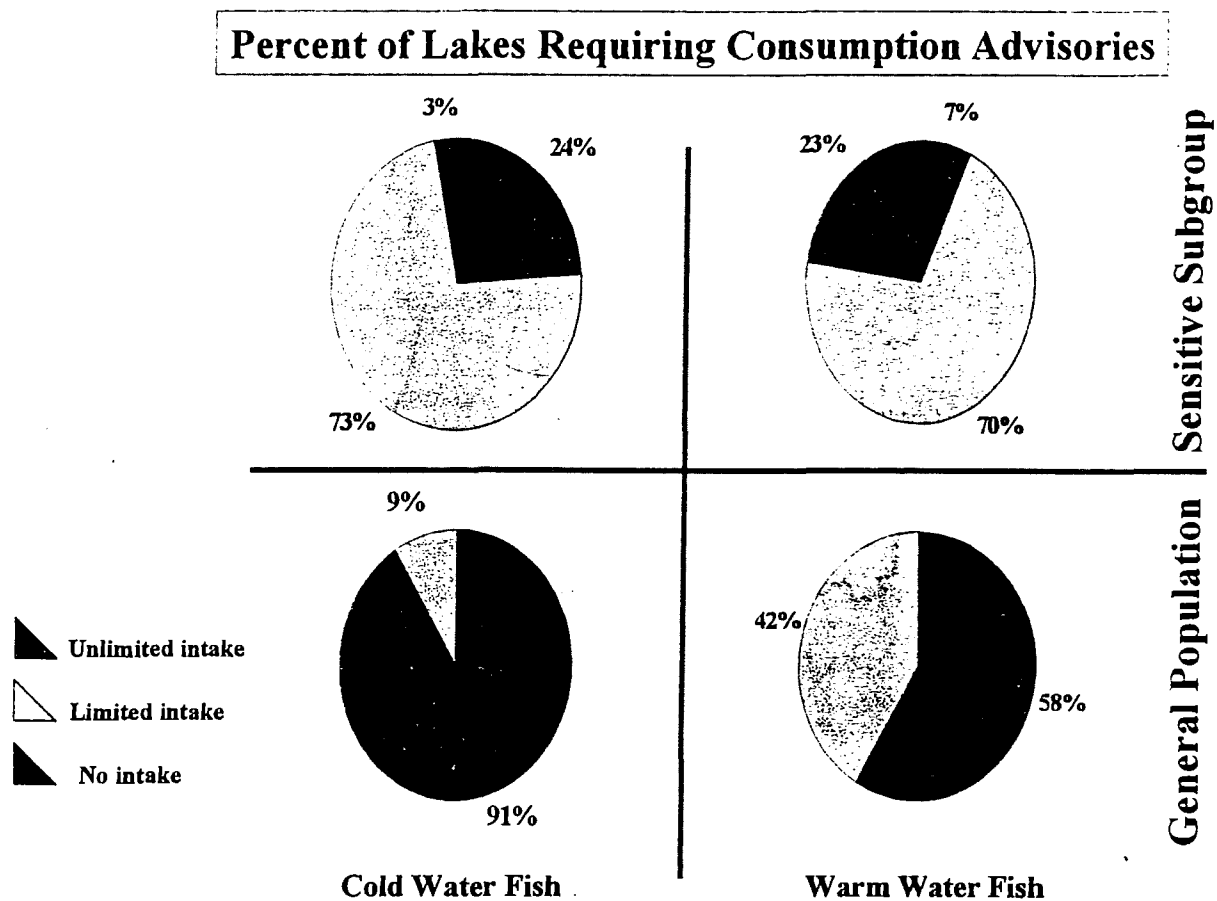 Percent of Lakes Requiring Consumption Advisories
3%
24%
73%
7%
23%
70%
Sensitive Subgroup
9%
91%
42%
58%
General Population
Unlimited intake
Limited intake
No intake
Cold Water Fish
Warm Water Fish